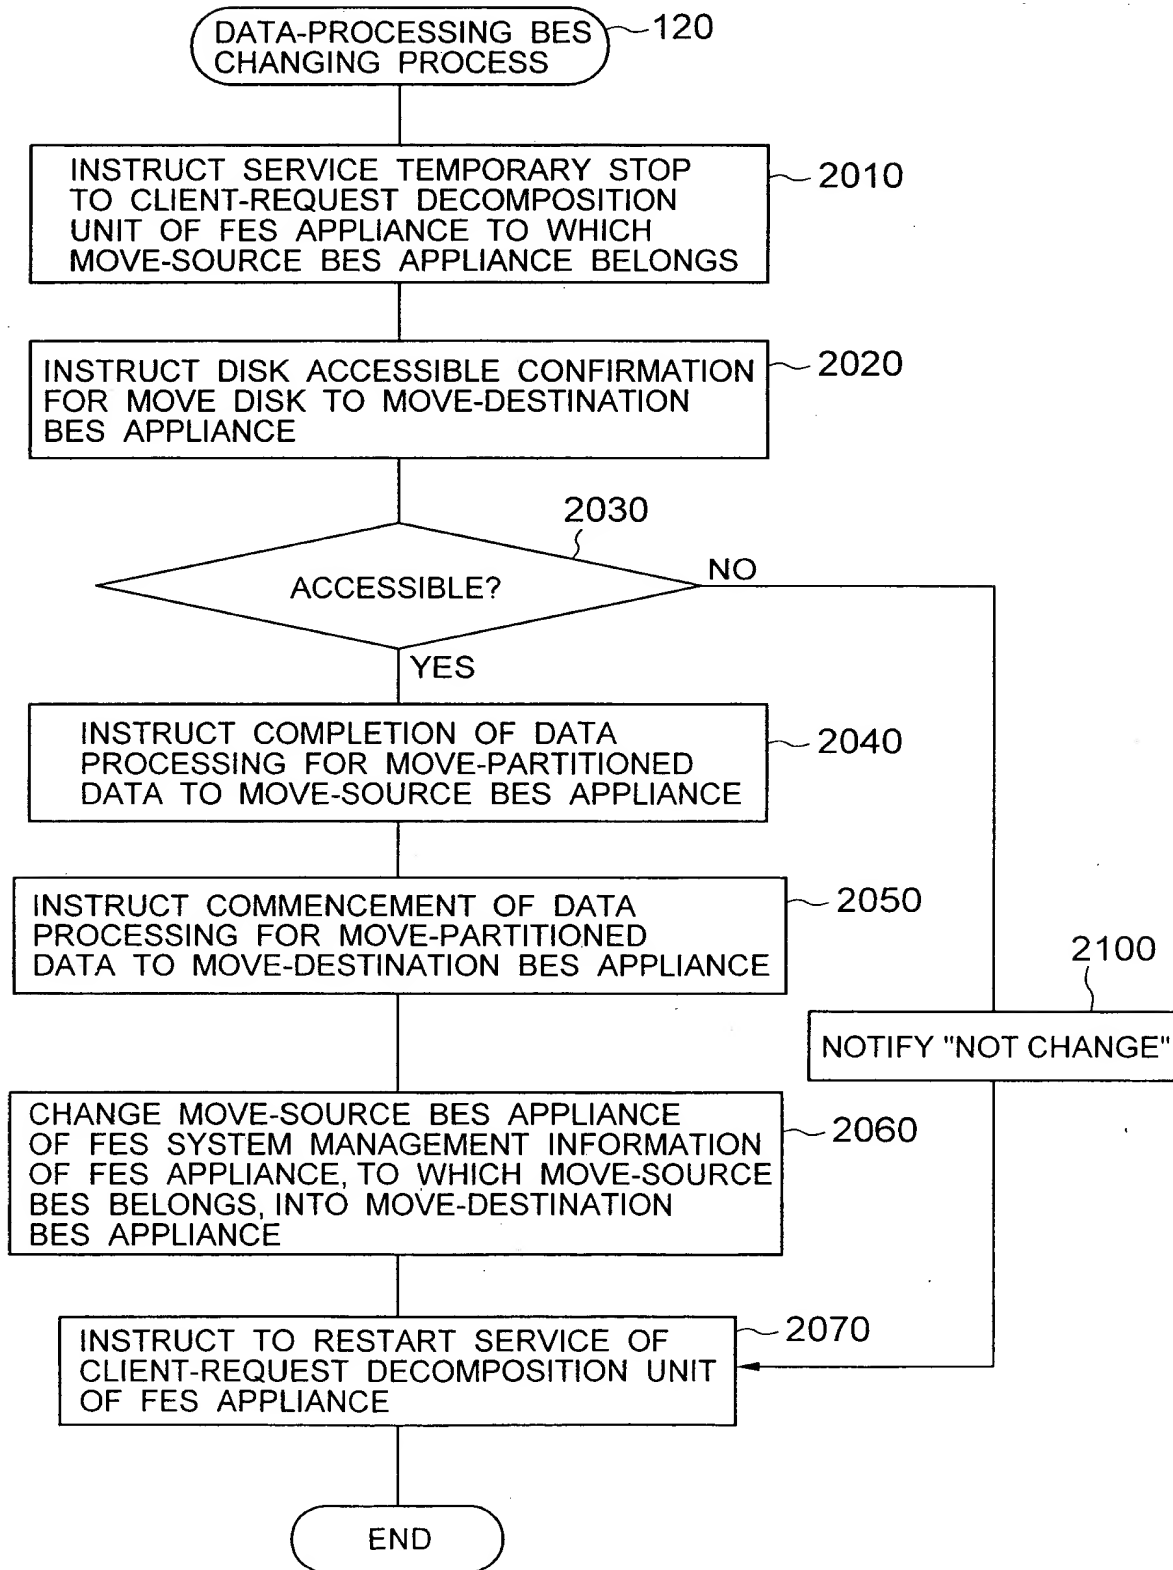 DATA-PROCESSING BES
CHANGING PROCESS
120
INSTRUCT SERVICE TEMPORARY STOP
TO CLIENT-REQUEST DECOMPOSITION
UNIT OF FES APPLIANCE TO WHICH
MOVE-SOURCE BES APPLIANCE BELONGS
2010
INSTRUCT DISK ACCESSIBLE CONFIRMATION
FOR MOVE DISK TO MOVE-DESTINATION
BES APPLIANCE
2020
2030
ACCESSIBLE?
NO
YES
INSTRUCT COMPLETION OF DATA
PROCESSING FOR MOVE-PARTITIONED
DATA TO MOVE-SOURCE BES APPLIANCE
2040
INSTRUCT COMMENCEMENT OF DATA
PROCESSING FOR MOVE-PARTITIONED
DATA TO MOVE-DESTINATION BES APPLIANCE
2050
2100
NOTIFY "NOT CHANGE"
CHANGE MOVE-SOURCE BES APPLIANCE
OF FES SYSTEM MANAGEMENT INFORMATION
OF FES APPLIANCE, TO WHICH MOVE-SOURCE
BES BELONGS, INTO MOVE-DESTINATION
BES APPLIANCE
2060
INSTRUCT TO RESTART SERVICE OF
CLIENT-REQUEST DECOMPOSITION UNIT
OF FES APPLIANCE
2070
END